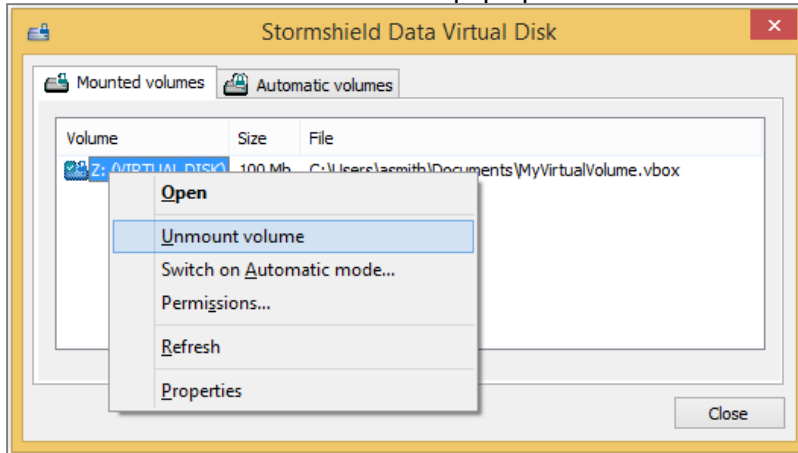 Stormshield Data Virtual Disk
Mounted volumes Automatic volumes
Volume Size File
Z: (VIRTUAL DISK) 100 Mb C:\Users\asmith\Documents\MyVirtualVolume.vbox
Open
Unmount volume
Switch on Automatic mode...
Permissions...
Refresh
Properties
Close